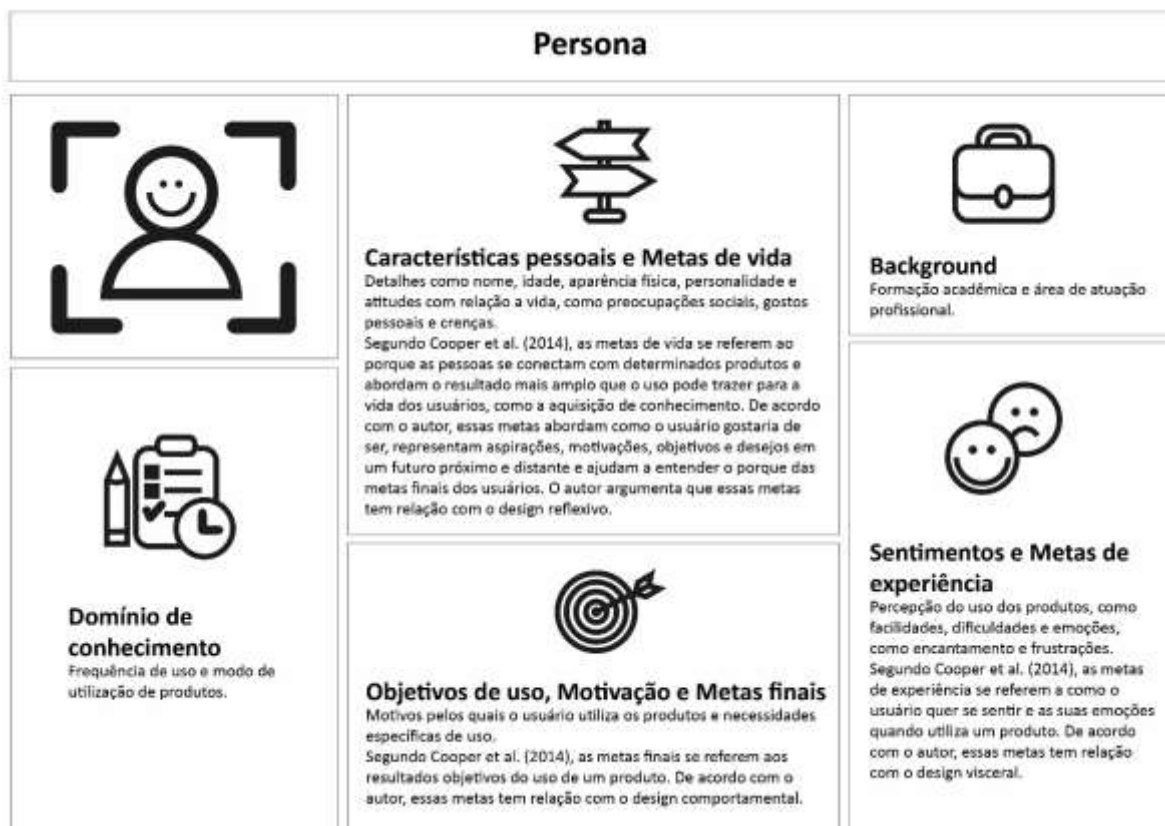 Persona
Características pessoais e Metas de vida
Detalhes como nome, idade, aparência física, personalidade e
atitudes com relação a vida, como preocupações sociais, gostos
pessoais e crenças.
Segundo Cooper et al. (2014), as metas de vida se referem ao
porque as pessoas se conectam com determinados produtos e
abordam o resultado mais amplo que o uso pode trazer para a
vida dos usuários, como a aquisição de conhecimento. De acordo
com o autor, essas metas abordam como o usuário gostaria de
ser, representam aspirações, motivações, objetivos e desejos em
um futuro próximo e distante e ajudam a entender o porque das
metas finais dos usuários. O autor argumenta que essas metas
tem relação com o design reflexivo.
Background
Formação acadêmica e área de atuação
profissional.
Domínio de
conhecimento
Frequência de uso e modo de
utilização de produtos.
Objetivos de uso, Motivação e Metas finais
Motivos pelos quais o usuário utiliza os produtos e necessidades
específicas de uso.
Segundo Cooper et al. (2014), as metas finais se referem aos
resultados objetivos do uso de um produto. De acordo com o
autor, essas metas tem relação com o design comportamental.
Sentimentos e Metas de
experiência
Percepção do uso dos produtos, como
facilidades, dificuldades e emoções,
como encantamento e frustrações.
Segundo Cooper et al. (2014), as metas
de experiência se referem a como o
usuário quer se sentir e as suas emoções
quando utiliza um produto. De acordo
com o autor, essas metas tem relação
com o design visceral.